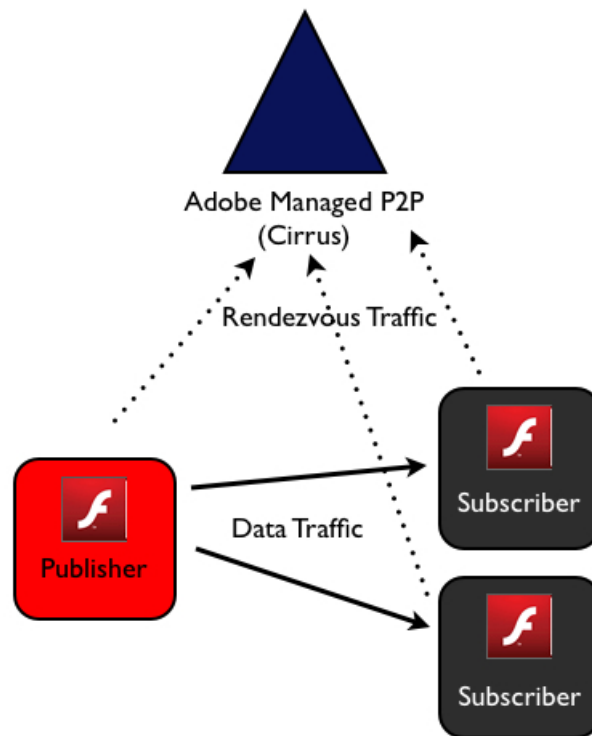 Adobe Managed P2P
(Cirrus)
Rendezvous Traffic
Subscriber
Data Traffic
Publisher
Subscriber